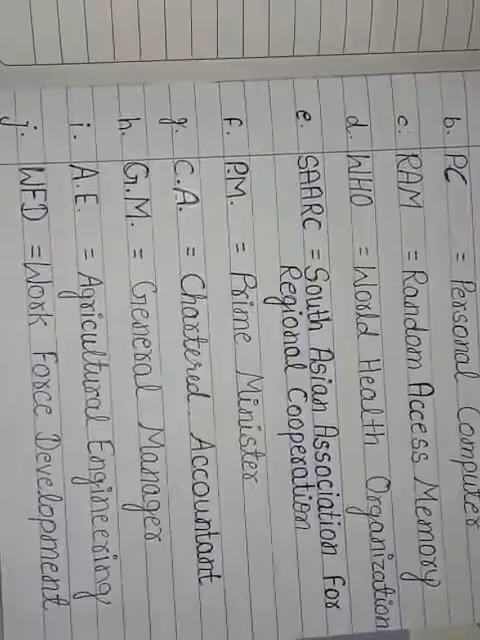 b. PC = Personal Computer
c. RAM = Random Access Memory
d. WHO = World Health Organization
e. SAARC = South Asian Association for
Regional Cooperation
f. P.M. = Prime Minister
g. C.A. = Chartered Accountant
h. G.M. = General Manager
i. A.E. = Agricultural Engineering
j. WFD = Work Force Development